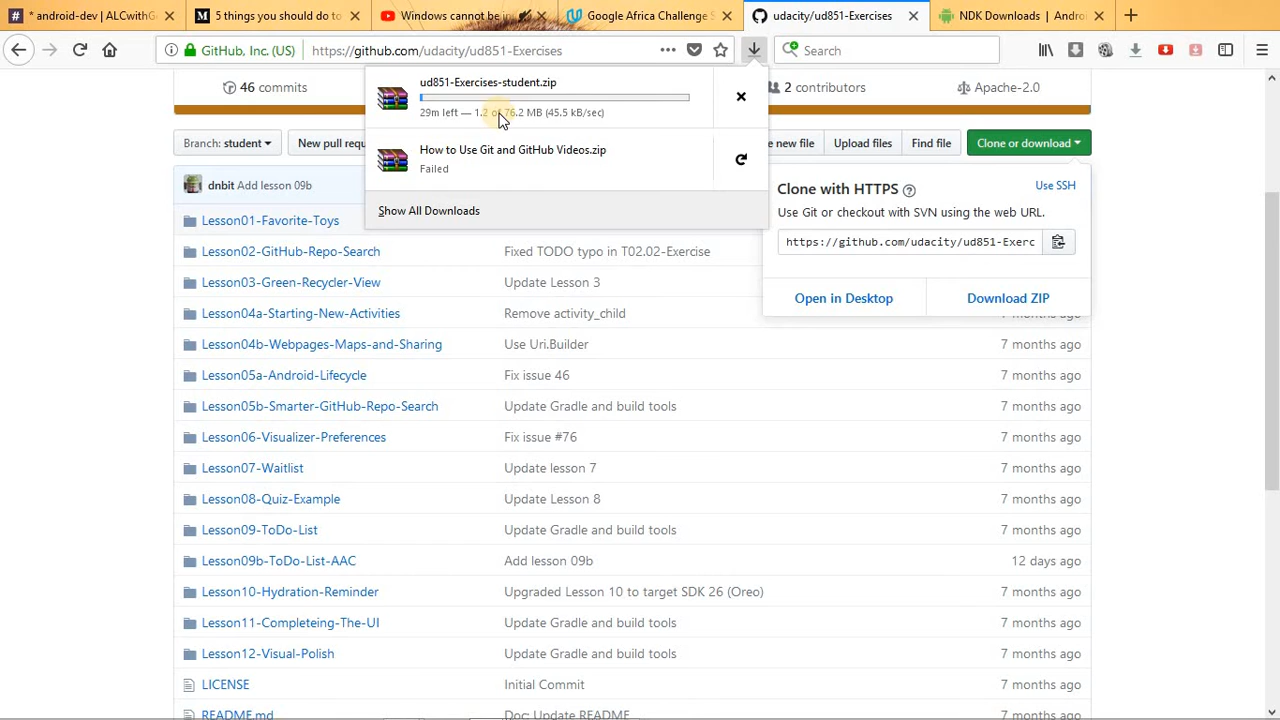 * android-dev | ALCwithG
5 things you should do to
Windows cannot be in
Google Africa Challenge S
udacity/ud851-Exercises
NDK Downloads | Andro
GitHub, Inc. (US)
https://github.com/udacity/ud851-Exercises
Search
46 commits
2 contributors
Apache-2.0
ud851-Exercises-student.zip
29m left — 1.2 of 76.2 MB (45.5 kB/sec)
How to Use Git and GitHub Videos.zip
Failed
Show All Downloads
Branch: student
New pull requ
e new file
Upload files
Find file
Clone or download
Clone with HTTPS
Use SSH
Use Git or checkout with SVN using the web URL.
https://github.com/udacity/ud851-Exerc
Open in Desktop
Download ZIP
dnbit Add lesson 09b
Lesson01-Favorite-Toys
Lesson02-GitHub-Repo-Search
Fixed TODO typo in T02.02-Exercise
Lesson03-Green-Recycler-View
Update Lesson 3
Lesson04a-Starting-New-Activities
Remove activity_child
7 months ago
Lesson04b-Webpages-Maps-and-Sharing
Use Uri.Builder
7 months ago
Lesson05a-Android-Lifecycle
Fix issue 46
7 months ago
Lesson05b-Smarter-GitHub-Repo-Search
Update Gradle and build tools
7 months ago
Lesson06-Visualizer-Preferences
Fix issue #76
7 months ago
Lesson07-Waitlist
Update lesson 7
7 months ago
Lesson08-Quiz-Example
Update Lesson 8
7 months ago
Lesson09-ToDo-List
Update Gradle and build tools
7 months ago
Lesson09b-ToDo-List-AAC
Add lesson 09b
12 days ago
Lesson10-Hydration-Reminder
Upgraded Lesson 10 to target SDK 26 (Oreo)
7 months ago
Lesson11-Completeing-The-UI
Update Gradle and build tools
7 months ago
Lesson12-Visual-Polish
Update Gradle and build tools
7 months ago
LICENSE
Initial Commit
7 months ago
README.md
Doc: Update README
7 months ago